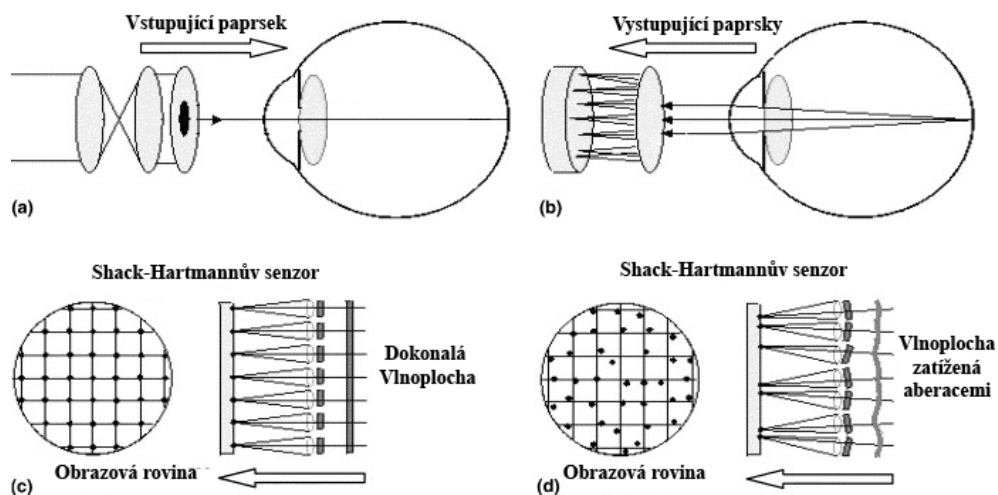 Vstupující paprsek
(a)
Vystupující paprsky
(b)
Shack-Hartmannův senzor
Dokonalá
Vlnoplocha
Obrazová rovina
(c)
Shack-Hartmannův senzor
Vlnoplocha
zatížená
aberacemi
Obrazová rovina
(d)